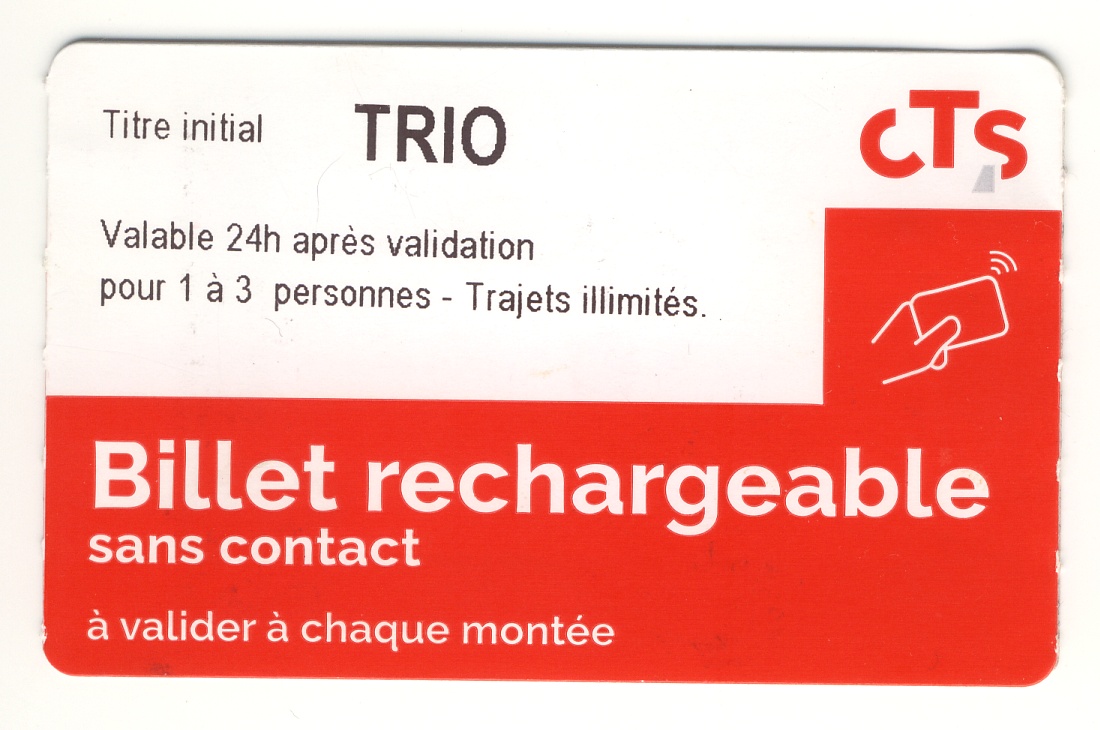 Titre initial TRIO
CTS
Valable 24h après validation
pour 1 à 3 personnes - Trajets illimités.
Billet rechargeable
sans contact
à valider à chaque montée